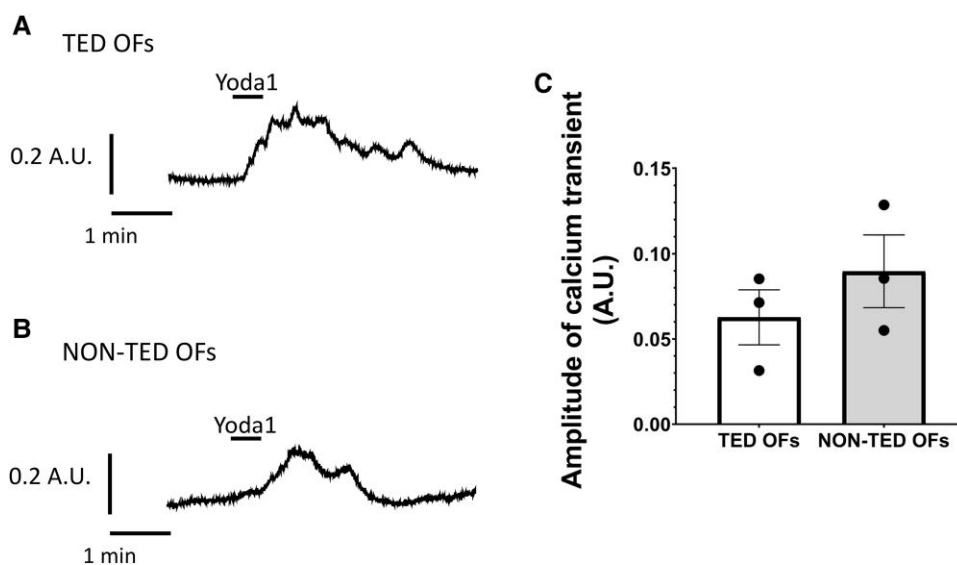 A
TED OFs
Yoda1
0.2 A.U.
1 min
B
NON-TED OFs
Yoda1
0.2 A.U.
1 min
C
Amplitude of calcium transient
(A.U.)
0.15
0.10
0.05
0.00
TED OFs NON-TED OFs